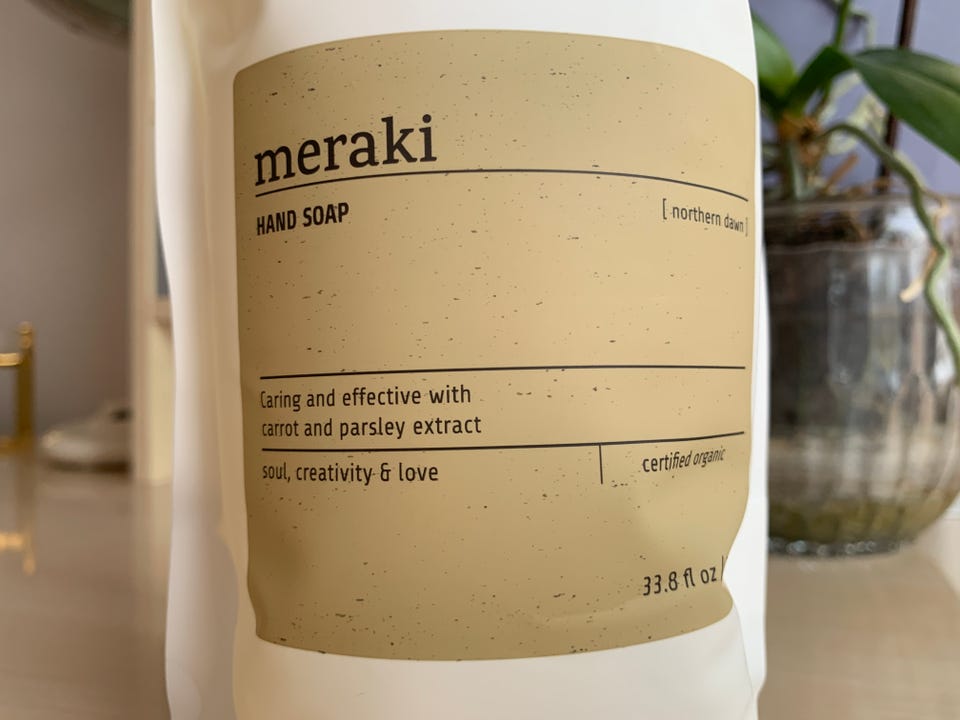 meraki
HAND SOAP
[ northern dawn ]
Caring and effective with
carrot and parsley extract
soul, creativity & love
certified organic
33.8 fl oz |